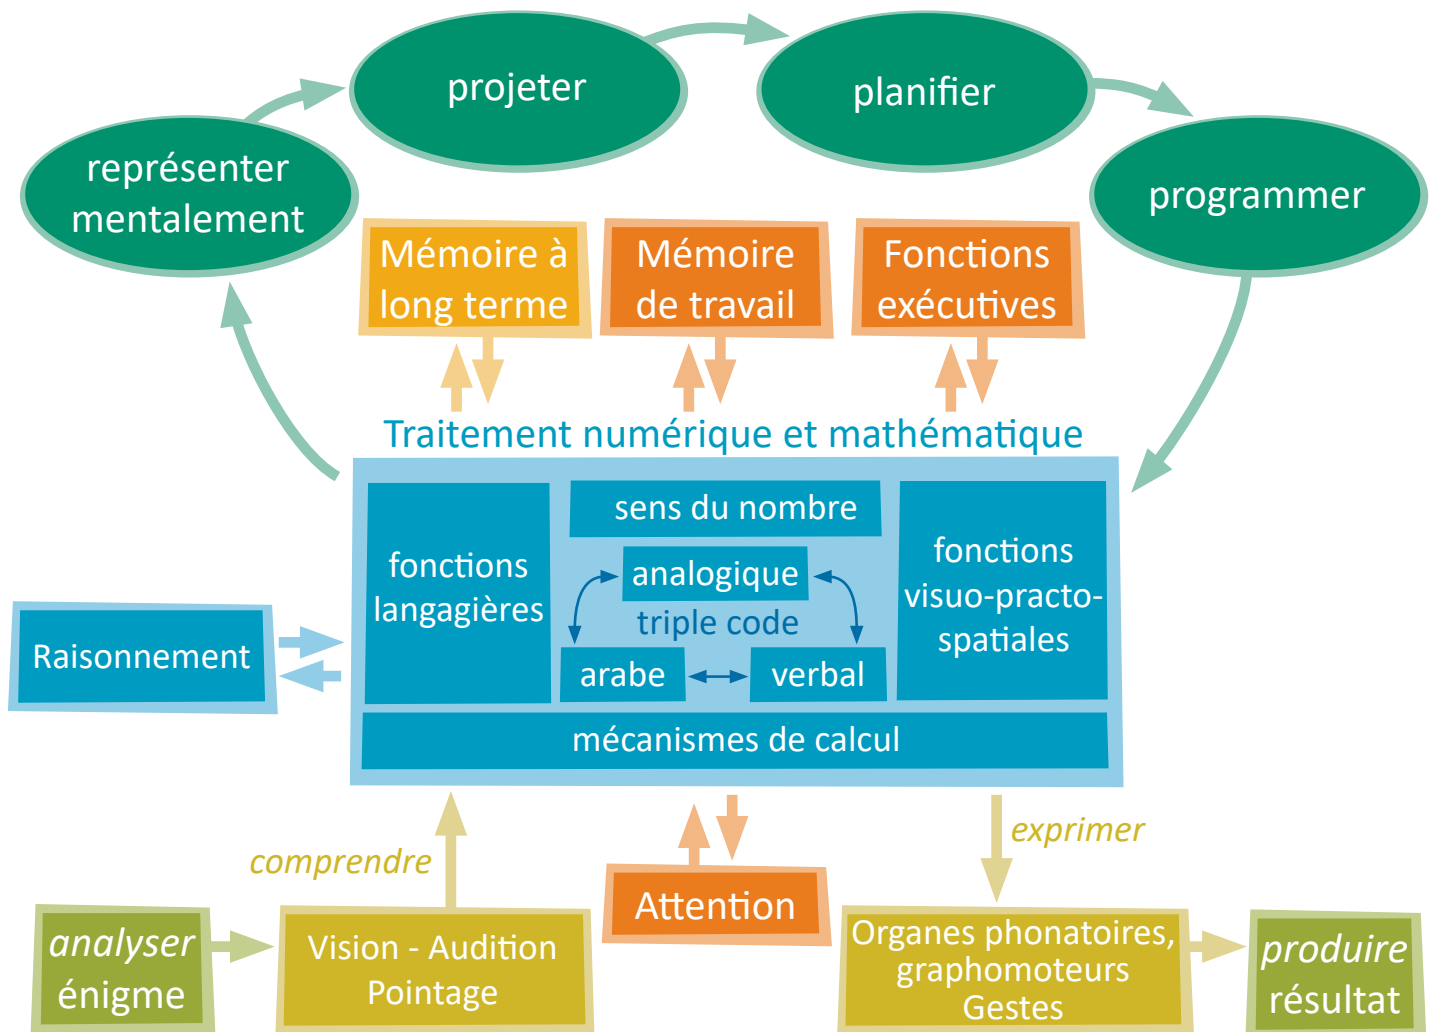 projeter
planifier
représenter
mentalement
programmer
Mémoire à
long terme
Mémoire
de travail
Fonctions
exécutives
Traitement numérique et mathématique
fonctions
langagières
sens du nombre
analogique
triple code
arabe
verbal
fonctions
visuo-practo-
spatiales
Raisonnement
mécanismes de calcul
comprendre
exprimer
analyser
énigme
Vision - Audition
Pointage
Attention
Organes phonatoires,
graphomoteurs
Gestes
produire
résultat